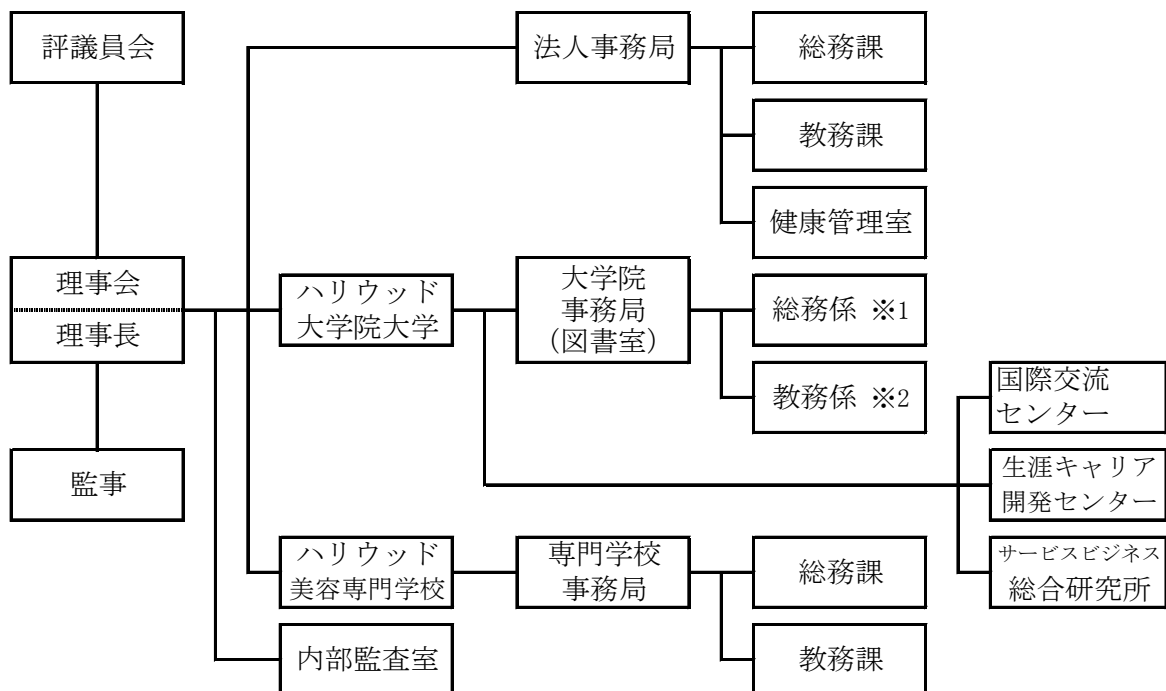 評議員会
法人事務局
総務課
教務課
健康管理室
理事会
理事長
ハリウッド
大学院大学
大学院
事務局
(図書室)
総務係 ※1
教務係 ※2
国際交流
センター
監事
生涯キャリア
開発センター
ハリウッド
美容専門学校
専門学校
事務局
総務課
サービスビジネス
総合研究所
内部監査室
教務課